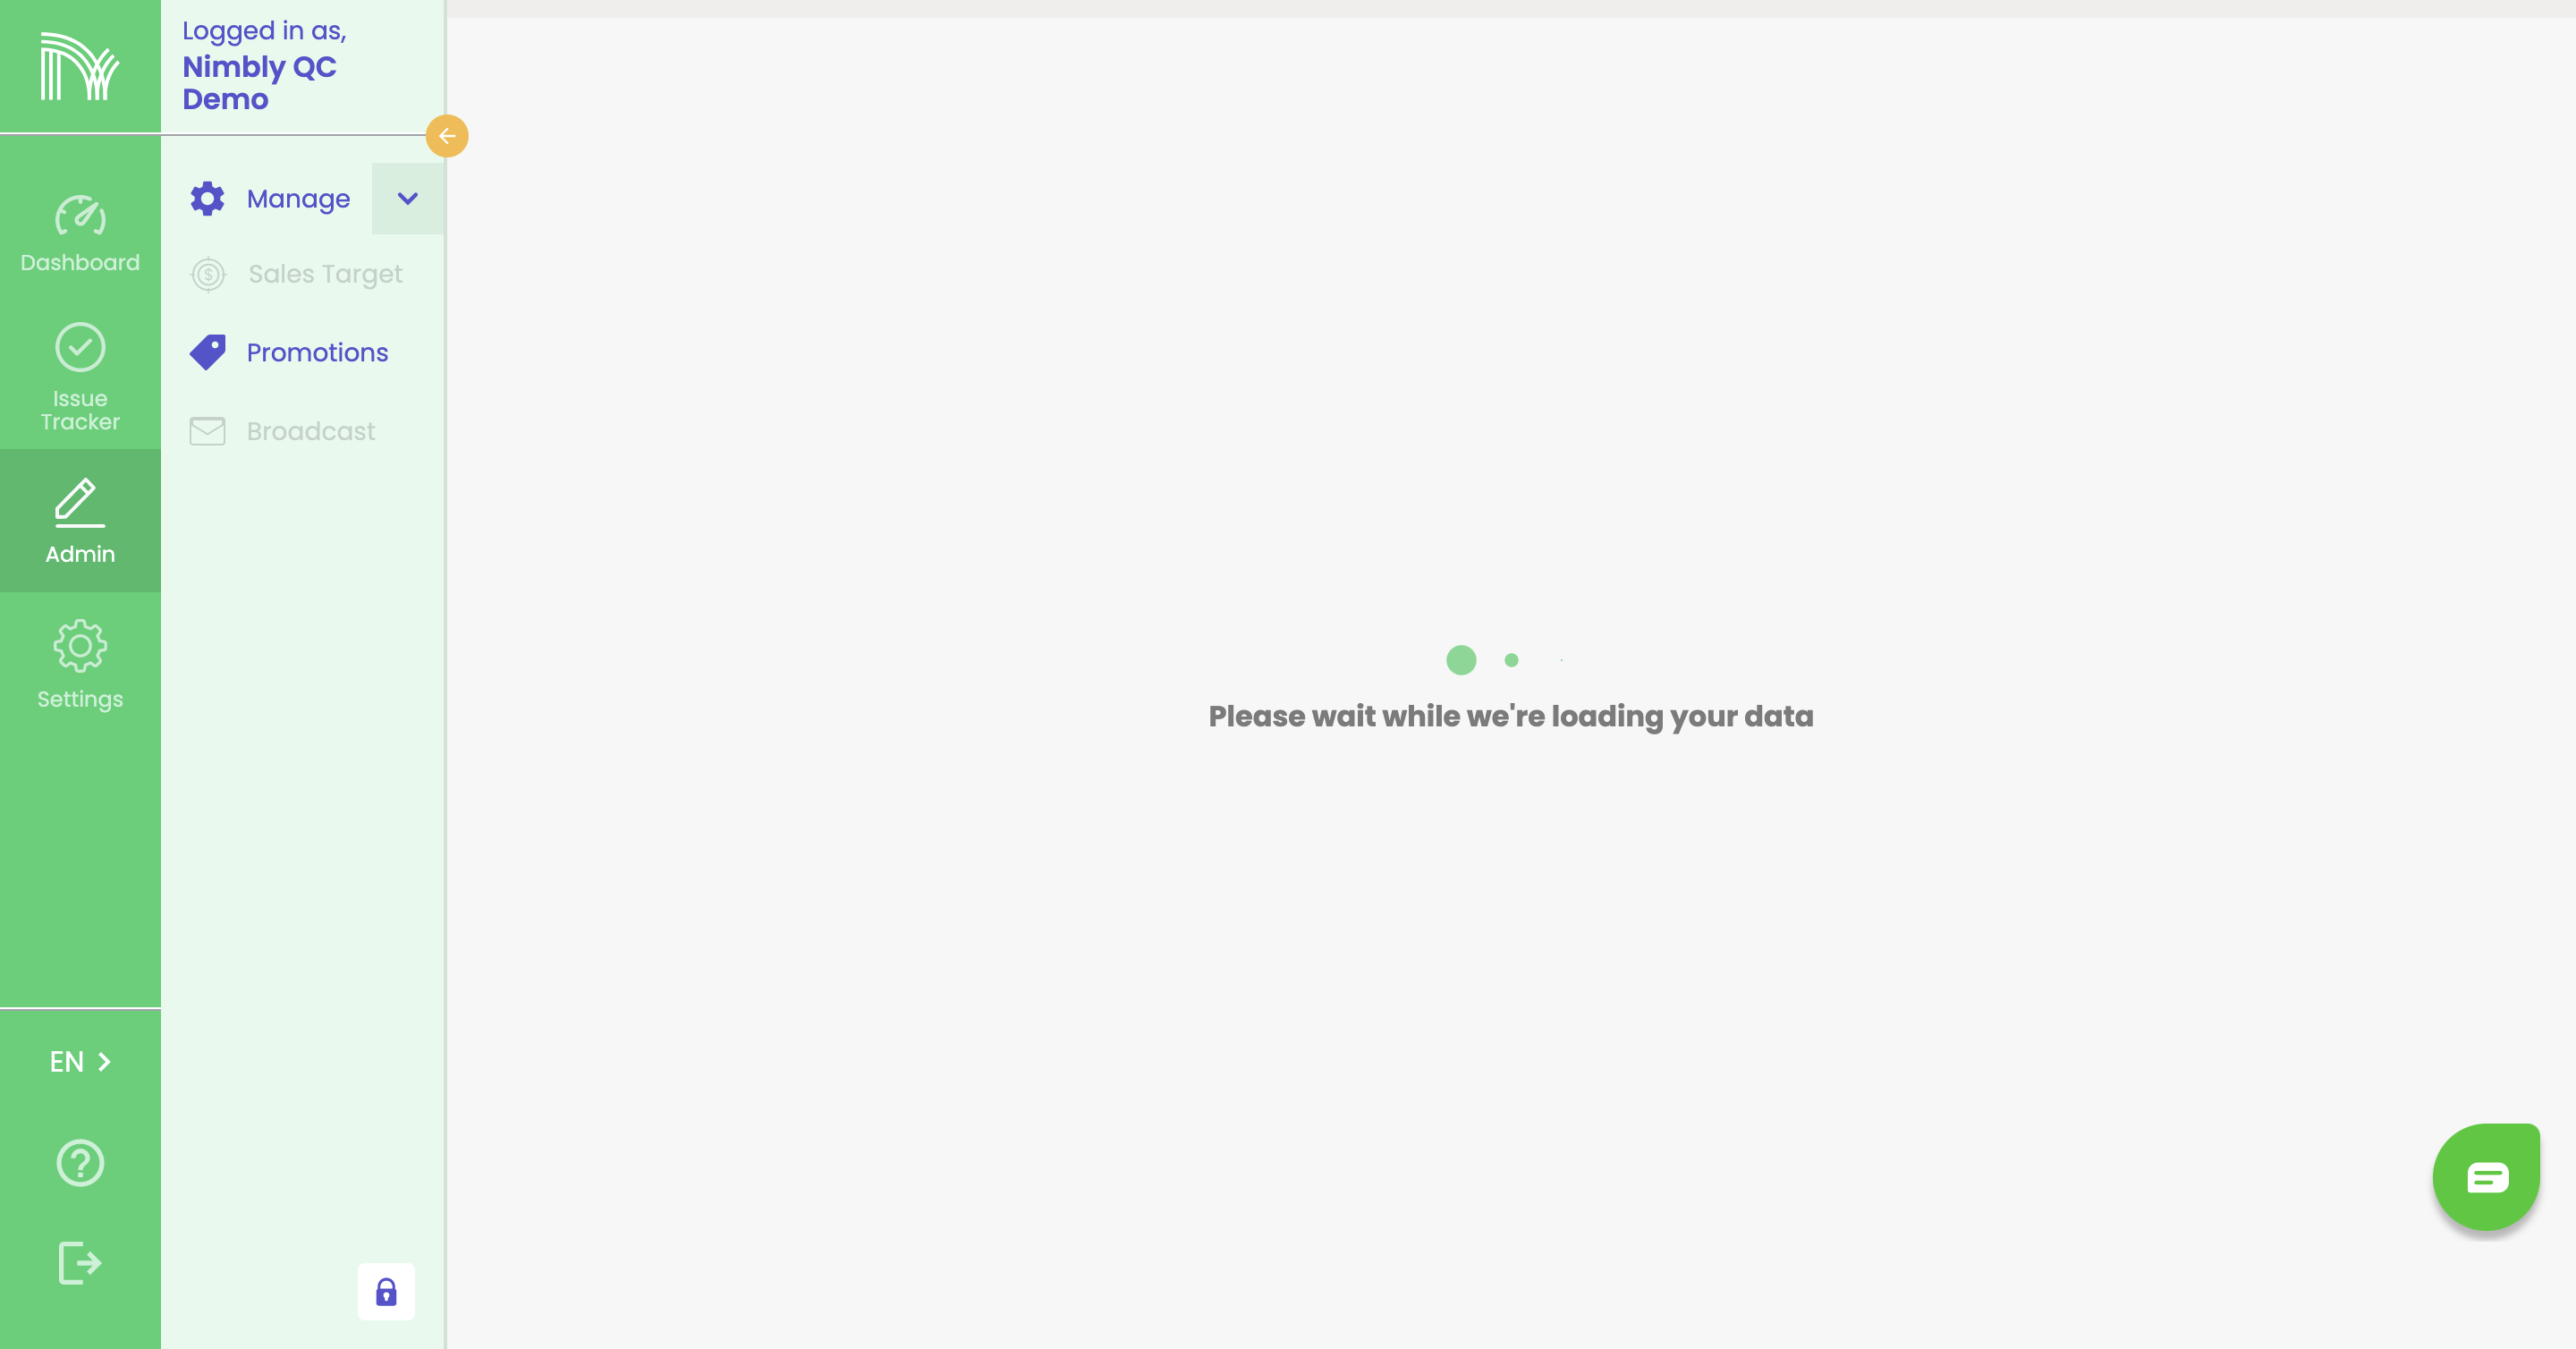 Logged in as,
Nimbly QC
Demo
Dashboard
Issue
Tracker
Admin
Settings
EN
Manage
Sales Target
Promotions
Broadcast
Please wait while we're loading your data